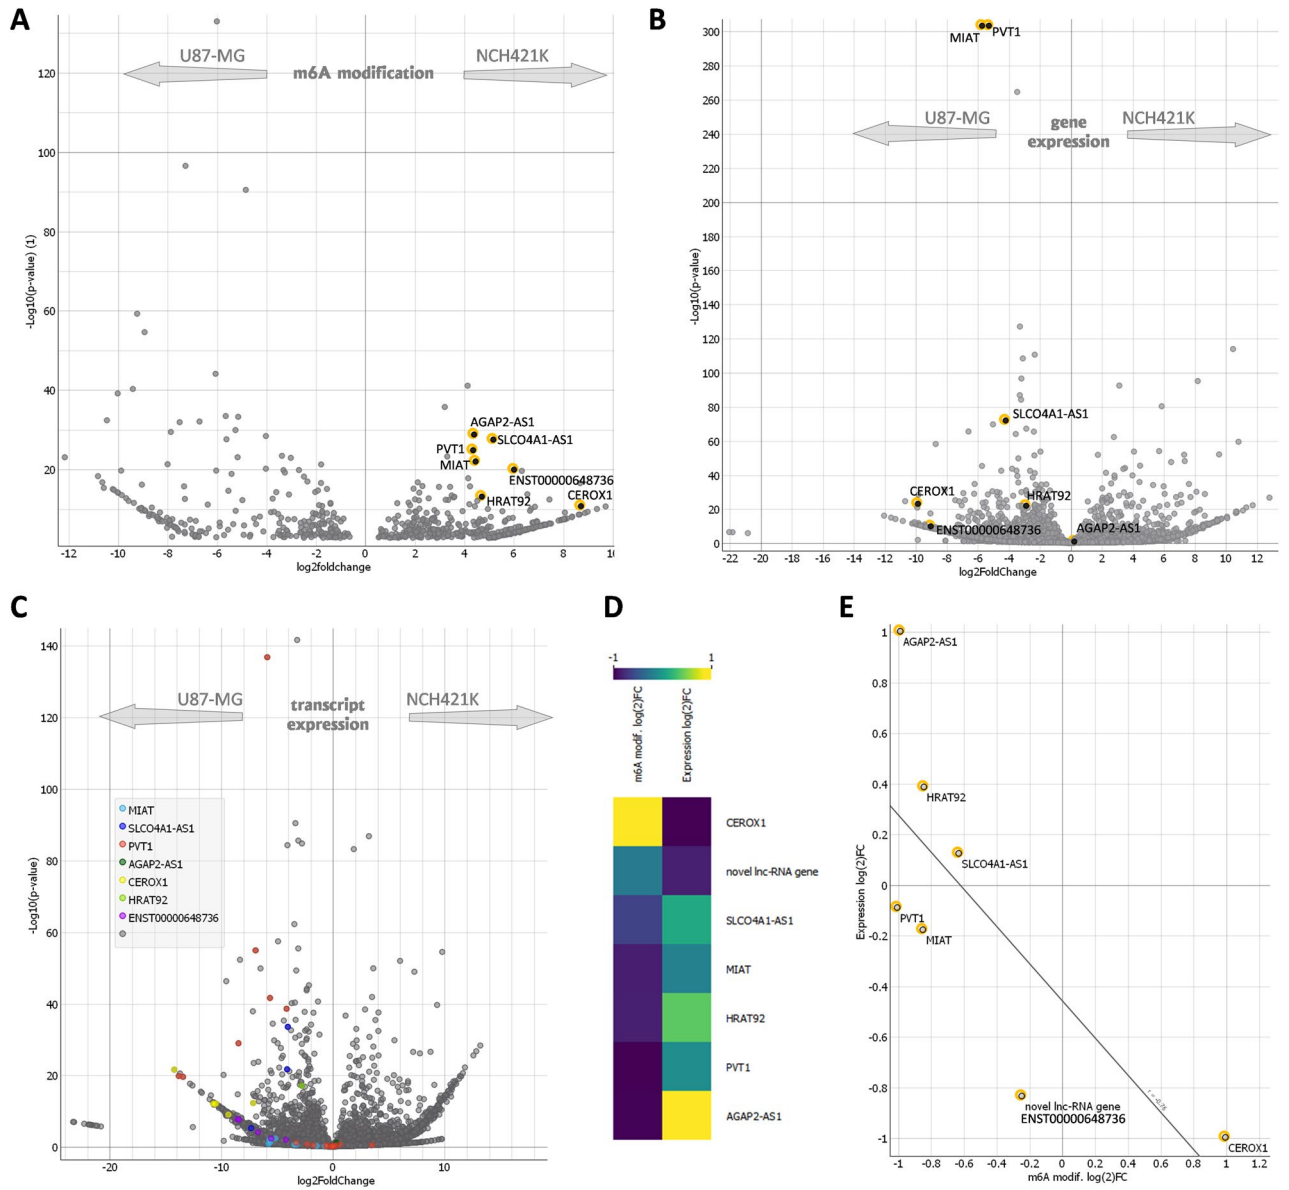 A
U87-MG
m6A modification
NCH421K
-Log10(p-value) (1)
120
100
80
60
40
20
AGAP2-AS1
SLCO4A1-AS1
PVT1
MIAT
ENST00000648736
CEROX1
HRAT92
-12 -10 -8 -6 -4 -2 0 0 2 4 6 8 10
log2foldchange
B
MIAT PVT1
U87-MG
gene
expression
NCH421K
-Log10(p-value)
300
280
260
240
220
200
180
160
140
120
100
80
60
40
20
0
SLCO4A1-AS1
CEROX1
HRAT92
ENST00000648736
AGAP2-AS1
-22 -20 -18 -16 -14 -12 -10 -8 -6 -4 -2 0 2 4 6 8 10 12
log2FoldChange
C
U87-MG
transcript
expression
NCH421K
-Log10(p-value)
140
120
100
80
60
40
20
0
MIAT
SLCO4A1-AS1
PVT1
AGAP2-AS1
CEROX1
HRAT92
ENST00000648736
-20 -10 0 10
log2FoldChange
D
-1 1
m6A modif. log(2)FC
Expression log(2)FC
CEROX1
novel lnc-RNA gene
SLCO4A1-AS1
MIAT
HRAT92
PVT1
AGAP2-AS1
E
Expression log(2)FC
1
0.8
0.6
0.4
0.2
0
-0.2
-0.4
-0.6
-0.8
-1
AGAP2-AS1
HRAT92
SLCO4A1-AS1
PVT1
MIAT
r = -0.76
novel lnc-RNA gene
ENST00000648736
CEROX1
-1 -0.8 -0.6 -0.4 -0.2 0 0.2 0.4 0.6 0.8 1 1.2
m6A modif. log(2)FC